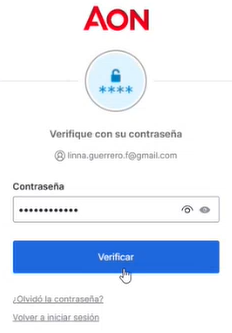 AON
****
Verifique con su contraseña
linna.guerrero.f@gmail.com
Contraseña
••••••••••••
Verificar
¿Olvidó la contraseña?
Volver a iniciar sesión